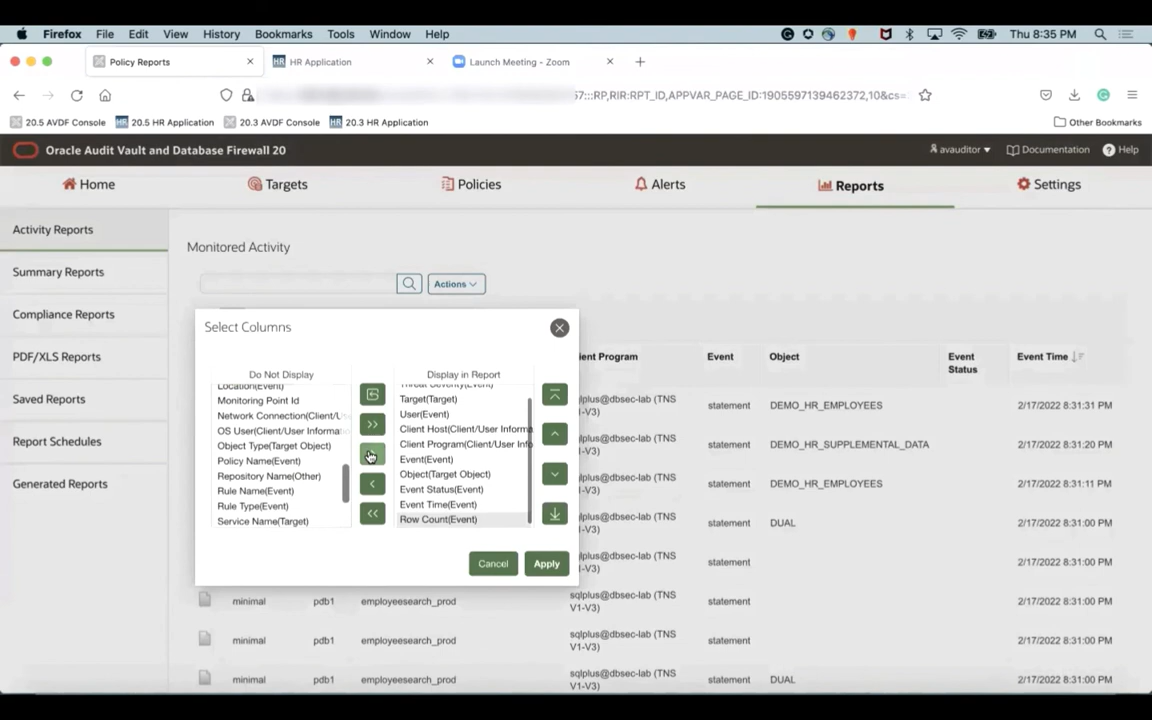 Firefox File Edit View History Bookmarks Tools Window Help Thu 8:35 PM
Policy Reports HR Application Launch Meeting - Zoom
57:::RP,RIR:RPT_ID,APPVAR_PAGE_ID:1905597139462372,10&cs=
20.5 AVDF Console 20.5 HR Application 20.3 AVDF Console 20.3 HR Application Other Bookmarks
Oracle Audit Vault and Database Firewall 20 avauditor Documentation Help
Home Targets Policies Alerts Reports Settings
Activity Reports
Summary Reports
Compliance Reports
PDF/XLS Reports
Saved Reports
Report Schedules
Generated Reports
Monitored Activity
Actions
Select Columns
Do Not Display
Location(Event)
Monitoring Point Id
Network Connection(Client/U
OS User(Client/User Informa
Object Type(Target Object)
Policy Name(Event)
Repository Name(Other)
Rule Name(Event)
Rule Type(Event)
Service Name(Target)
Display in Report
Threat Severity(Event)
Target(Target)
User(Event)
Client Host(Client/User Informa
Client Program(Client/User Info
Event(Event)
Object(Target Object)
Event Status(Event)
Event Time(Event)
Row Count(Event)
Cancel Apply
ient Program Event Object Event Status Event Time
qlplus@dbsec-lab (TNS statement DEMO_HR_EMPLOYEES 2/17/2022 8:31:31 PM
/1-V3)
qlplus@dbsec-lab (TNS statement DEMO_HR_SUPPLEMENTAL_DATA 2/17/2022 8:31:20 PM
/1-V3)
qlplus@dbsec-lab (TNS statement DEMO_HR_EMPLOYEES 2/17/2022 8:31:11 PM
/1-V3)
qlplus@dbsec-lab (TNS statement DUAL 2/17/2022 8:31:00 PM
/1-V3)
qlplus@dbsec-lab (TNS statement 2/17/2022 8:31:00 PM
/1-V3)
minimal pdb1 employeesearch_prod sqlplus@dbsec-lab (TNS statement 2/17/2022 8:31:00 PM
V1-V3)
minimal pdb1 employeesearch_prod sqlplus@dbsec-lab (TNS statement 2/17/2022 8:31:00 PM
V1-V3)
minimal pdb1 employeesearch_prod sqlplus@dbsec-lab (TNS statement DUAL 2/17/2022 8:31:00 PM
V1-V3)